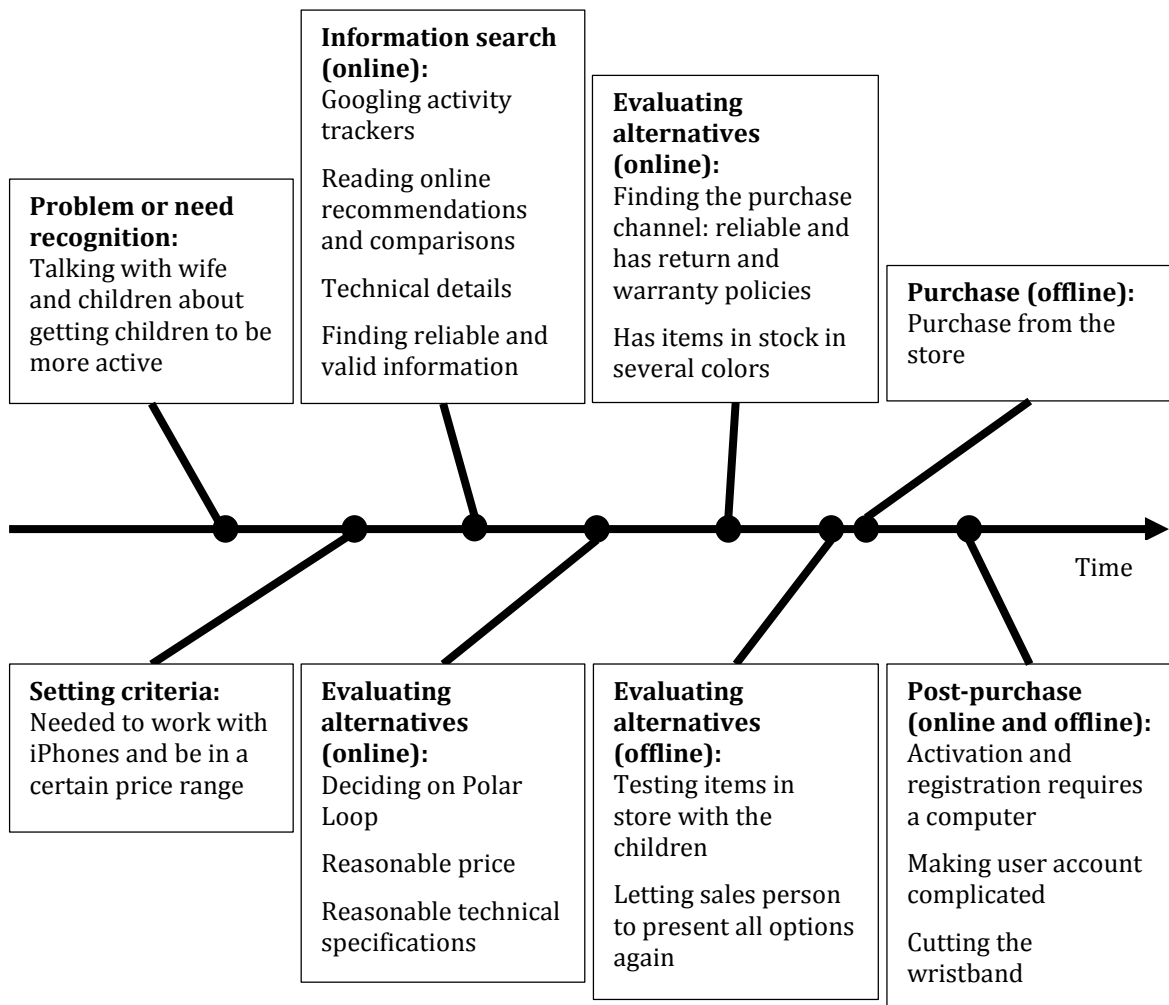 Problem or need
recognition:
Talking with wife
and children about
getting children to be
more active
Information search
(online):
Googling activity
trackers
Reading online
recommendations
and comparisons
Technical details
Finding reliable and
valid information
Evaluating
alternatives
(online):
Finding the purchase
channel: reliable and
has return and
warranty policies
Has items in stock in
several colors
Purchase (offline):
Purchase from the
store
Time
Setting criteria:
Needed to work with
iPhones and be in a
certain price range
Evaluating
alternatives
(online):
Deciding on Polar
Loop
Reasonable price
Reasonable technical
specifications
Evaluating
alternatives
(offline):
Testing items in
store with the
children
Letting sales person
to present all options
again
Post-purchase
(online and offline):
Activation and
registration requires
a computer
Making user account
complicated
Cutting the
wristband